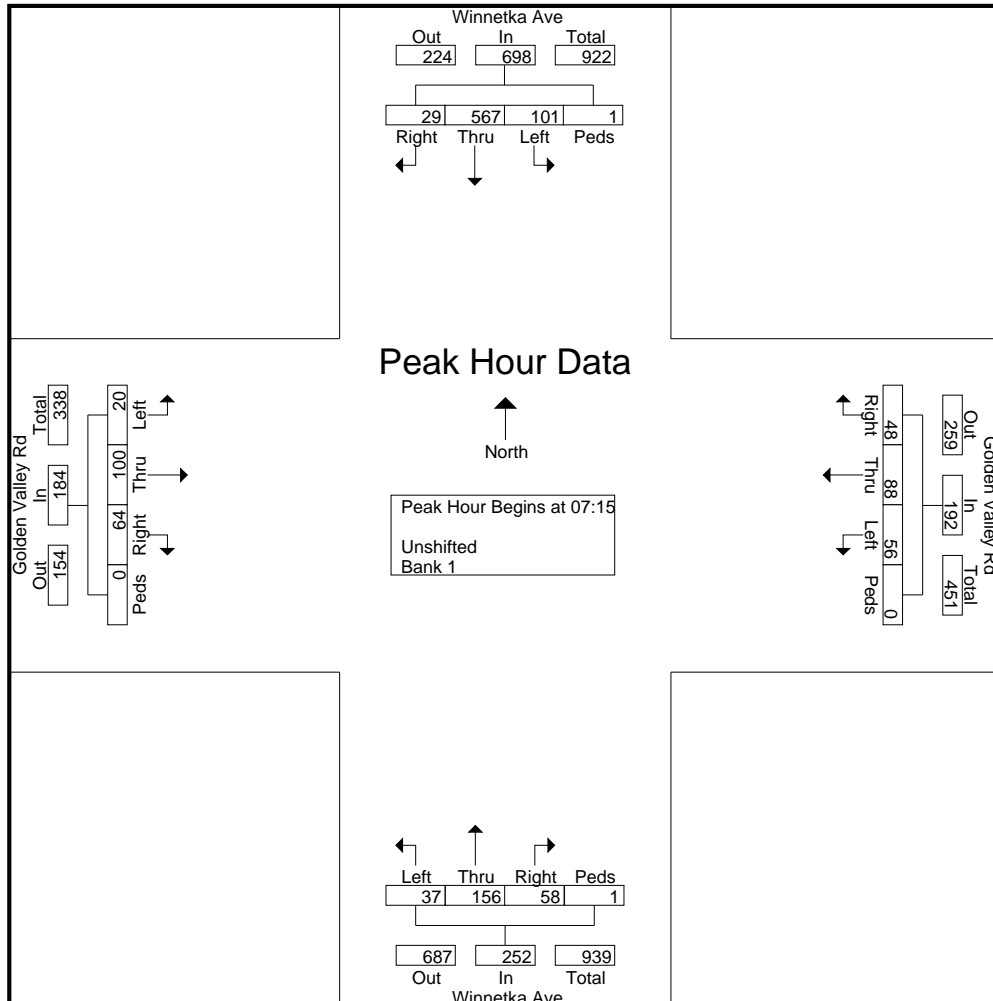 Winnetka Ave
Out In Total
224 698 922
29 567 101 1
Right Thru Left Peds
Peak Hour Data
North
Peak Hour Begins at 07:15
Unshifted
Bank 1
Golden Valley Rd
Out In Total
154 184 338
0 64 100 20
Peds Right Thru Left
Golden Valley Rd
Out In Total
259 192 451
48 88 56 0
Right Thru Left Peds
Left Thru Right Peds
37 156 58 1
687 252 939
Out In Total
Winnetka Ave